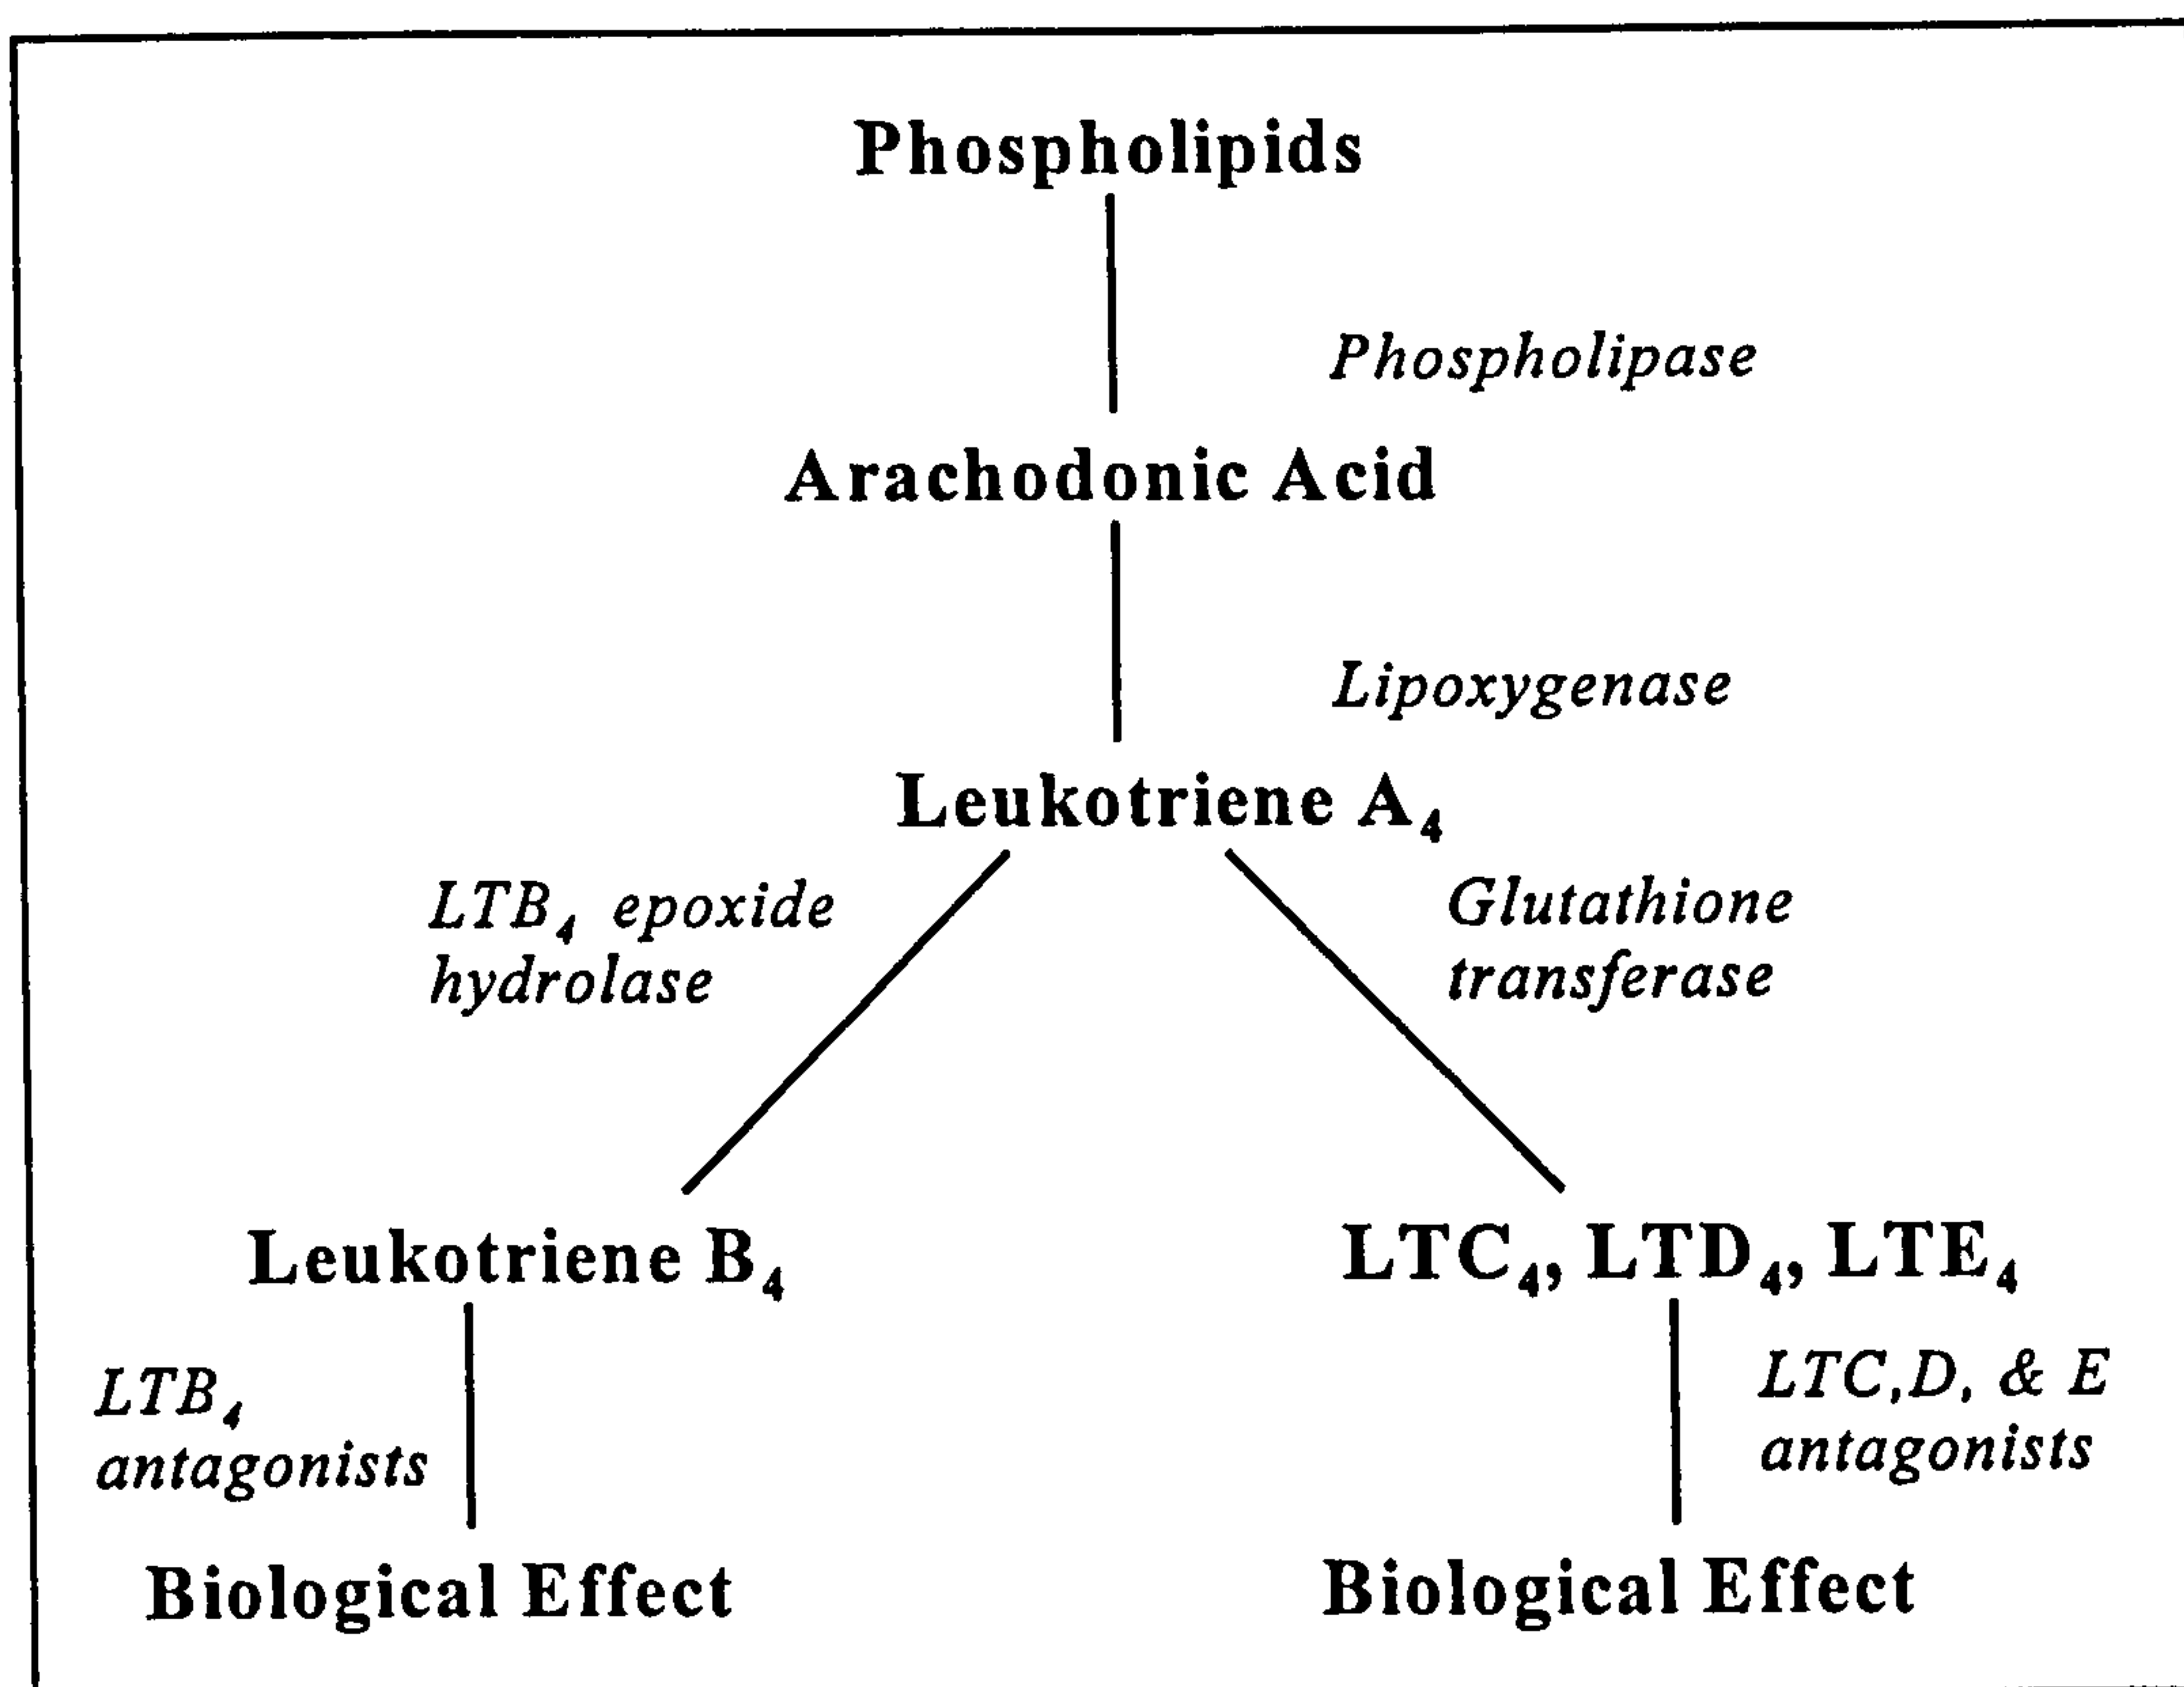 Phospholipids
Phospholipase
Arachodonic Acid
Lipoxygenase
Leukotriene A₄
LTB₄ epoxide
hydrolase
Glutathione
transferase
Leukotriene B₄
LTC₄, LTD₄, LTE₄
LTB₄
antagonists
LTC,D, & E
antagonists
Biological Effect
Biological Effect